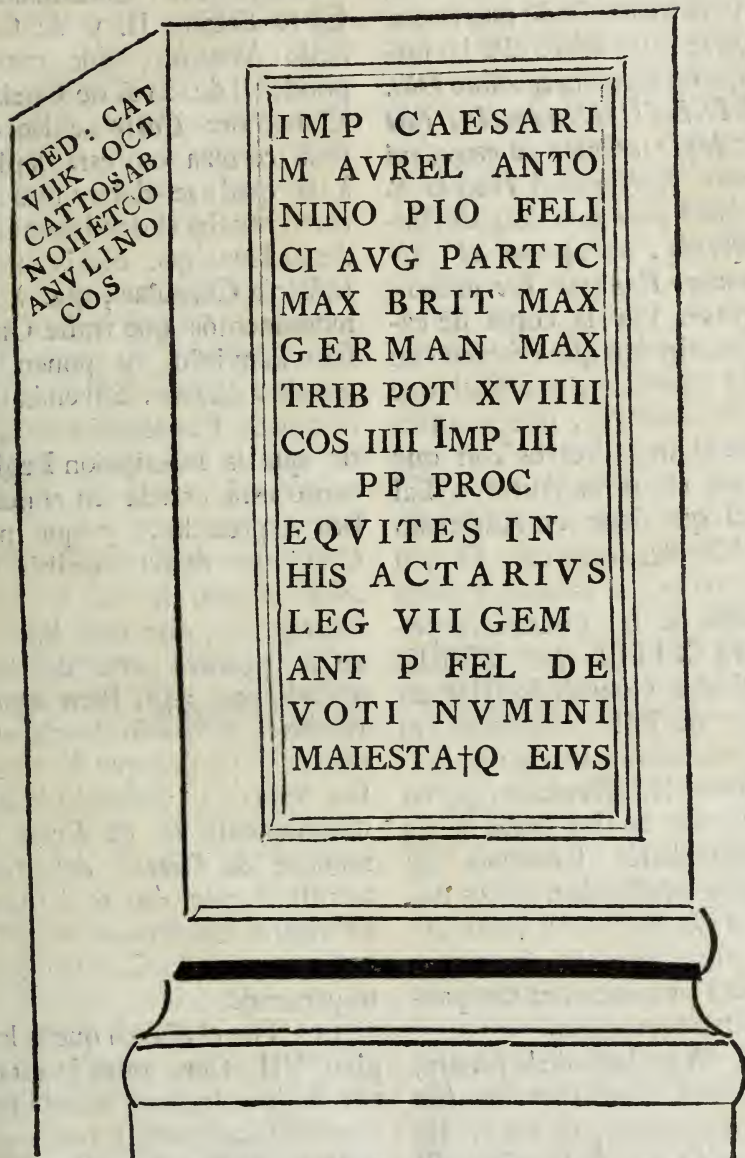 DED : CAT
VIIK OCT
CATTOSAB
NOIIETCO
ANVLINO
COS
IMP CAESARI
M AVREL ANTO
NINO PIO FELI
CI AVG PARTIC
MAX BRIT MAX
GERMAN MAX
TRIB POT XVIIII
COS IIII IMP III
PP PROC
EQVITES IN
HIS ACTARIVS
LEG VII GEM
ANT P FEL DE
VOTI NVMINI
MAIESTA†Q EIVS